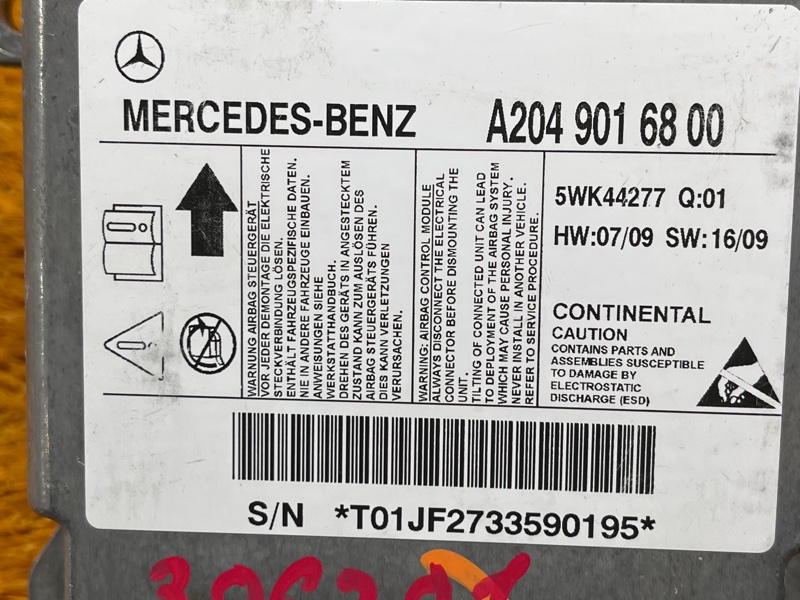 MERCEDES-BENZ A204 901 68 00
WARNUNG AIRBAG STEUERGERÄT
VOR JEDER DEMONTAGE DIE ELEKTRISCHE
STECKVERBINDUNG LÖSEN.
ENTHÄLT FAHRZEUGSPEZIFISCHE DATEN.
NIE IN ANDERE FAHRZEUGE EINBAUEN.
ANWEISUNGEN SIEHE
WERKSTATTHANDBUCH.
DREHEN DES GERÄTS IN ANGESTECKTEM
ZUSTAND KANN ZUM AUSLÖSEN DES
AIRBAG STEUERGERÄTS FÜHREN.
DIES KANN VERLETZUNGEN
VERURSACHEN.
WARNING: AIRBAG CONTROL MODULE
ALWAYS DISCONNECT THE ELECTRICAL
CONNECTOR BEFORE DISMOUNTING THE
UNIT.
TILTING OF CONNECTED UNIT CAN LEAD
TO DEPLOYMENT OF THE AIRBAG SYSTEM
WHICH MAY CAUSE PERSONAL INJURY.
NEVER INSTALL IN ANOTHER VEHICLE.
REFER TO SERVICE PROCEDURE.
5WK44277 Q:01
HW:07/09 SW:16/09
CONTINENTAL
CAUTION
CONTAINS PARTS AND
ASSEMBLIES SUSCEPTIBLE
TO DAMAGE BY
ELECTROSTATIC
DISCHARGE (ESD)
S/N *T01JF2733590195*